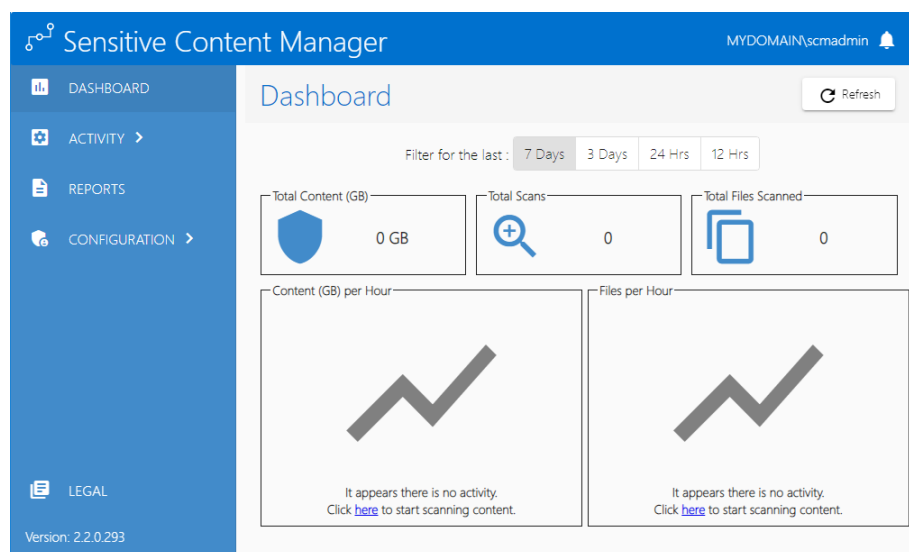 Sensitive Content Manager
MYDOMAIN\scmadmin
DASHBOARD
ACTIVITY
REPORTS
CONFIGURATION
LEGAL
Version: 2.2.0.293
Dashboard
Refresh
Filter for the last : 7 Days 3 Days 24 Hrs 12 Hrs
Total Content (GB)
0 GB
Total Scans
0
Total Files Scanned
0
Content (GB) per Hour
It appears there is no activity.
Click here to start scanning content.
Files per Hour
It appears there is no activity.
Click here to start scanning content.